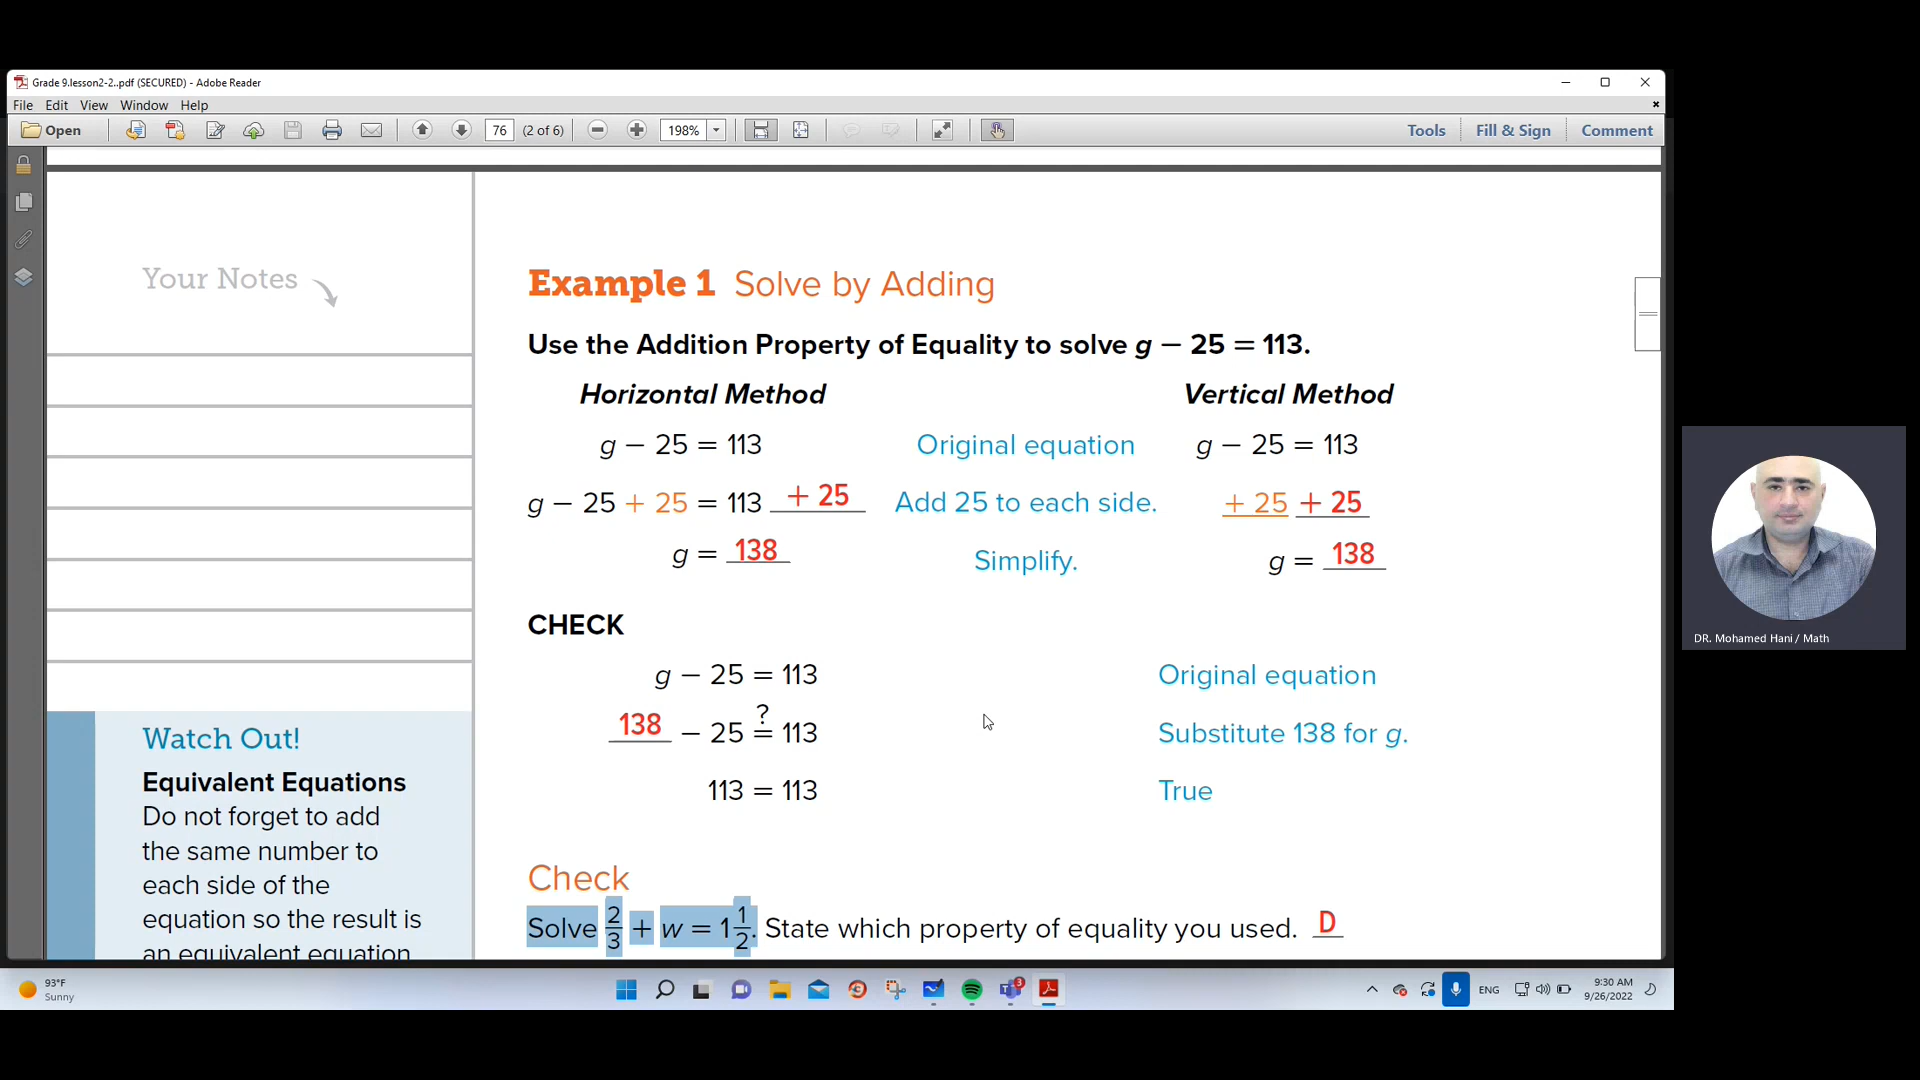 Grade 9.lesson2-2..pdf (SECURED) - Adobe Reader
File Edit View Window Help
Open 76 (2 of 6) 198% Tools Fill & Sign Comment
Your Notes
Example 1 Solve by Adding
Use the Addition Property of Equality to solve g − 25 = 113.
Horizontal Method Vertical Method
g − 25 = 113 Original equation g − 25 = 113
g − 25 + 25 = 113 + 25 Add 25 to each side. + 25 + 25
g = 138 Simplify. g = 138
CHECK
g − 25 = 113 Original equation
138 − 25 ≟ 113 Substitute 138 for g.
113 = 113 True
Watch Out!
Equivalent Equations
Do not forget to add
the same number to
each side of the
equation so the result is
an equivalent equation
Check
Solve 2/3 + w = 1 1/2. State which property of equality you used. D
DR. Mohamed Hani / Math
93°F
Sunny
3
ENG
9:30 AM
9/26/2022